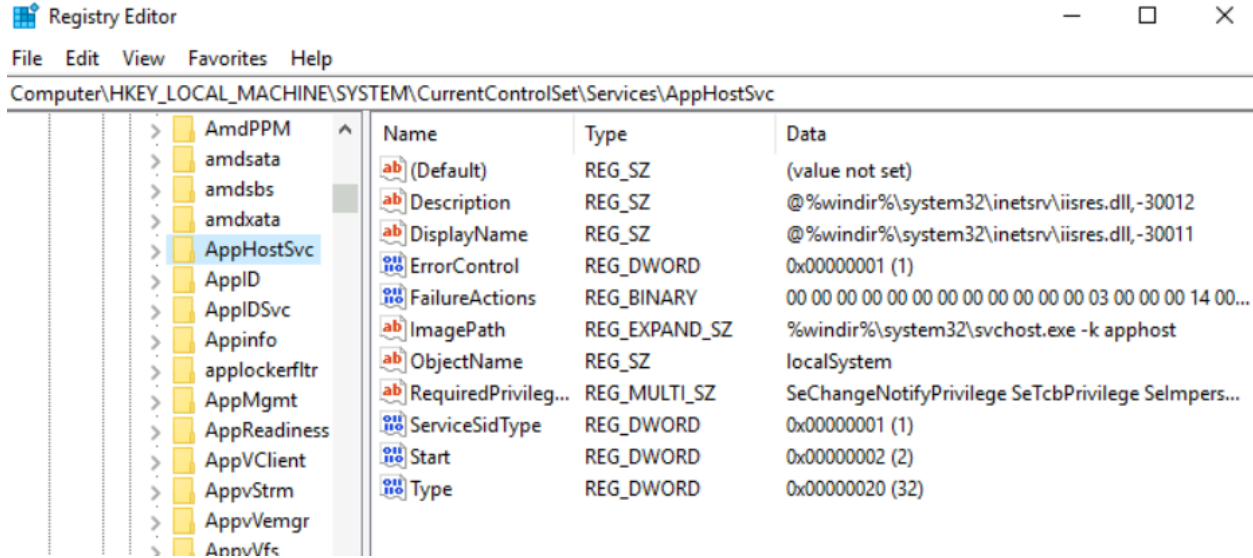 Registry Editor
File Edit View Favorites Help
Computer\HKEY_LOCAL_MACHINE\SYSTEM\CurrentControlSet\Services\AppHostSvc
AmdPPM
amdsata
amdsbs
amdxata
AppHostSvc
AppID
AppIDSvc
Appinfo
applockerfltr
AppMgmt
AppReadiness
AppVClient
AppvStrm
AppvVemgr
AppvVfs
Name Type Data
(Default) REG_SZ (value not set)
Description REG_SZ @%windir%\system32\inetsrv\iisres.dll,-30012
DisplayName REG_SZ @%windir%\system32\inetsrv\iisres.dll,-30011
ErrorControl REG_DWORD 0x00000001 (1)
FailureActions REG_BINARY 00 00 00 00 00 00 00 00 00 00 00 00 03 00 00 00 14 00...
ImagePath REG_EXPAND_SZ %windir%\system32\svchost.exe -k apphost
ObjectName REG_SZ localSystem
RequiredPrivileg... REG_MULTI_SZ SeChangeNotifyPrivilege SeTcbPrivilege SeImpers...
ServiceSidType REG_DWORD 0x00000001 (1)
Start REG_DWORD 0x00000002 (2)
Type REG_DWORD 0x00000020 (32)